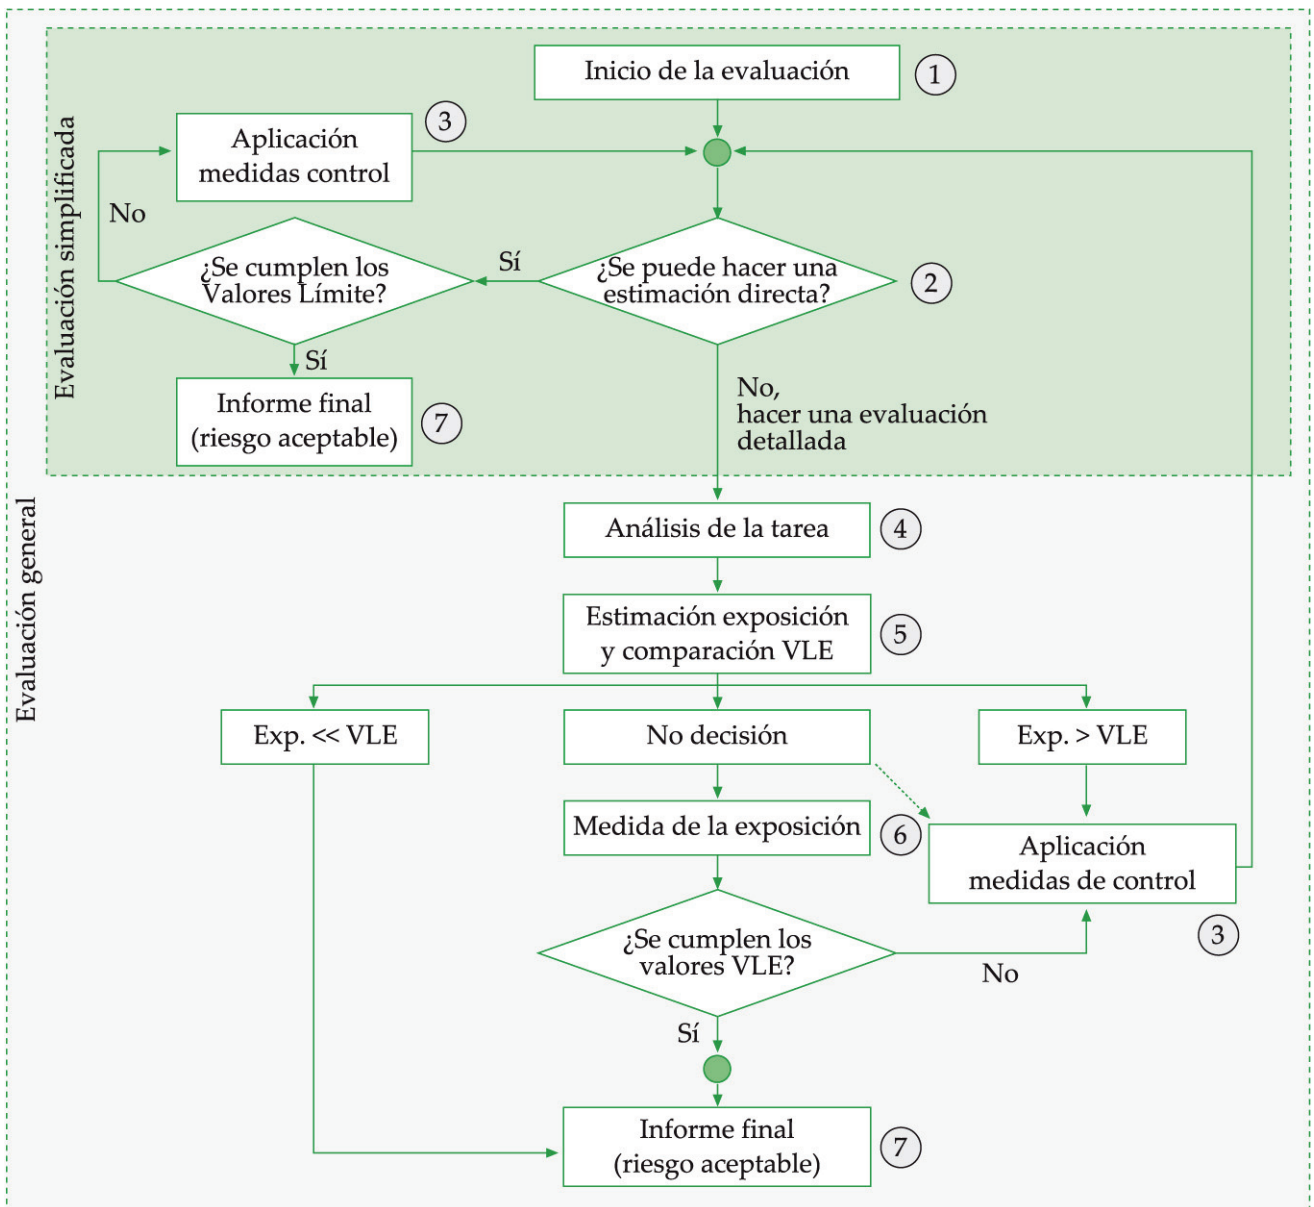 Inicio de la evaluación
1
Evaluación simplificada
3
Aplicación
medidas control
No
¿Se cumplen los
Valores Límite?
Sí
¿Se puede hacer una
estimación directa?
2
Sí
Informe final
(riesgo aceptable)
7
No,
hacer una evaluación
detallada
Evaluación general
Análisis de la tarea
4
Estimación exposición
y comparación VLE
5
Exp. << VLE
No decisión
Exp. > VLE
Medida de la exposición
6
Aplicación
medidas de control
3
¿Se cumplen los
valores VLE?
No
Sí
Informe final
(riesgo aceptable)
7